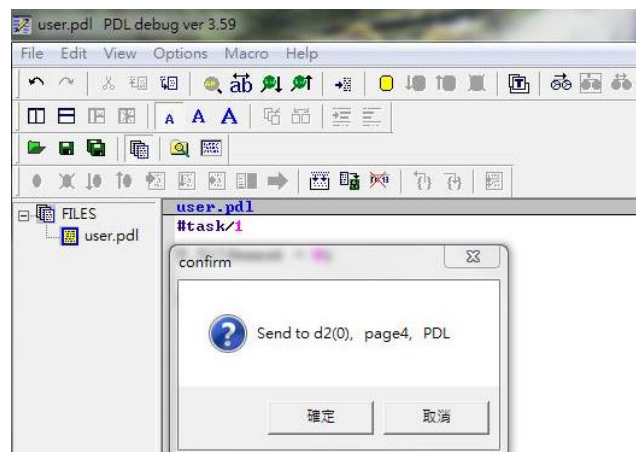 user.pdl PDL debug ver 3.59
File Edit View Options Macro Help
A A A
FILES
user.pdl
user.pdl
#task/1
confirm
Send to d2(0), page4, PDL
確定 取消